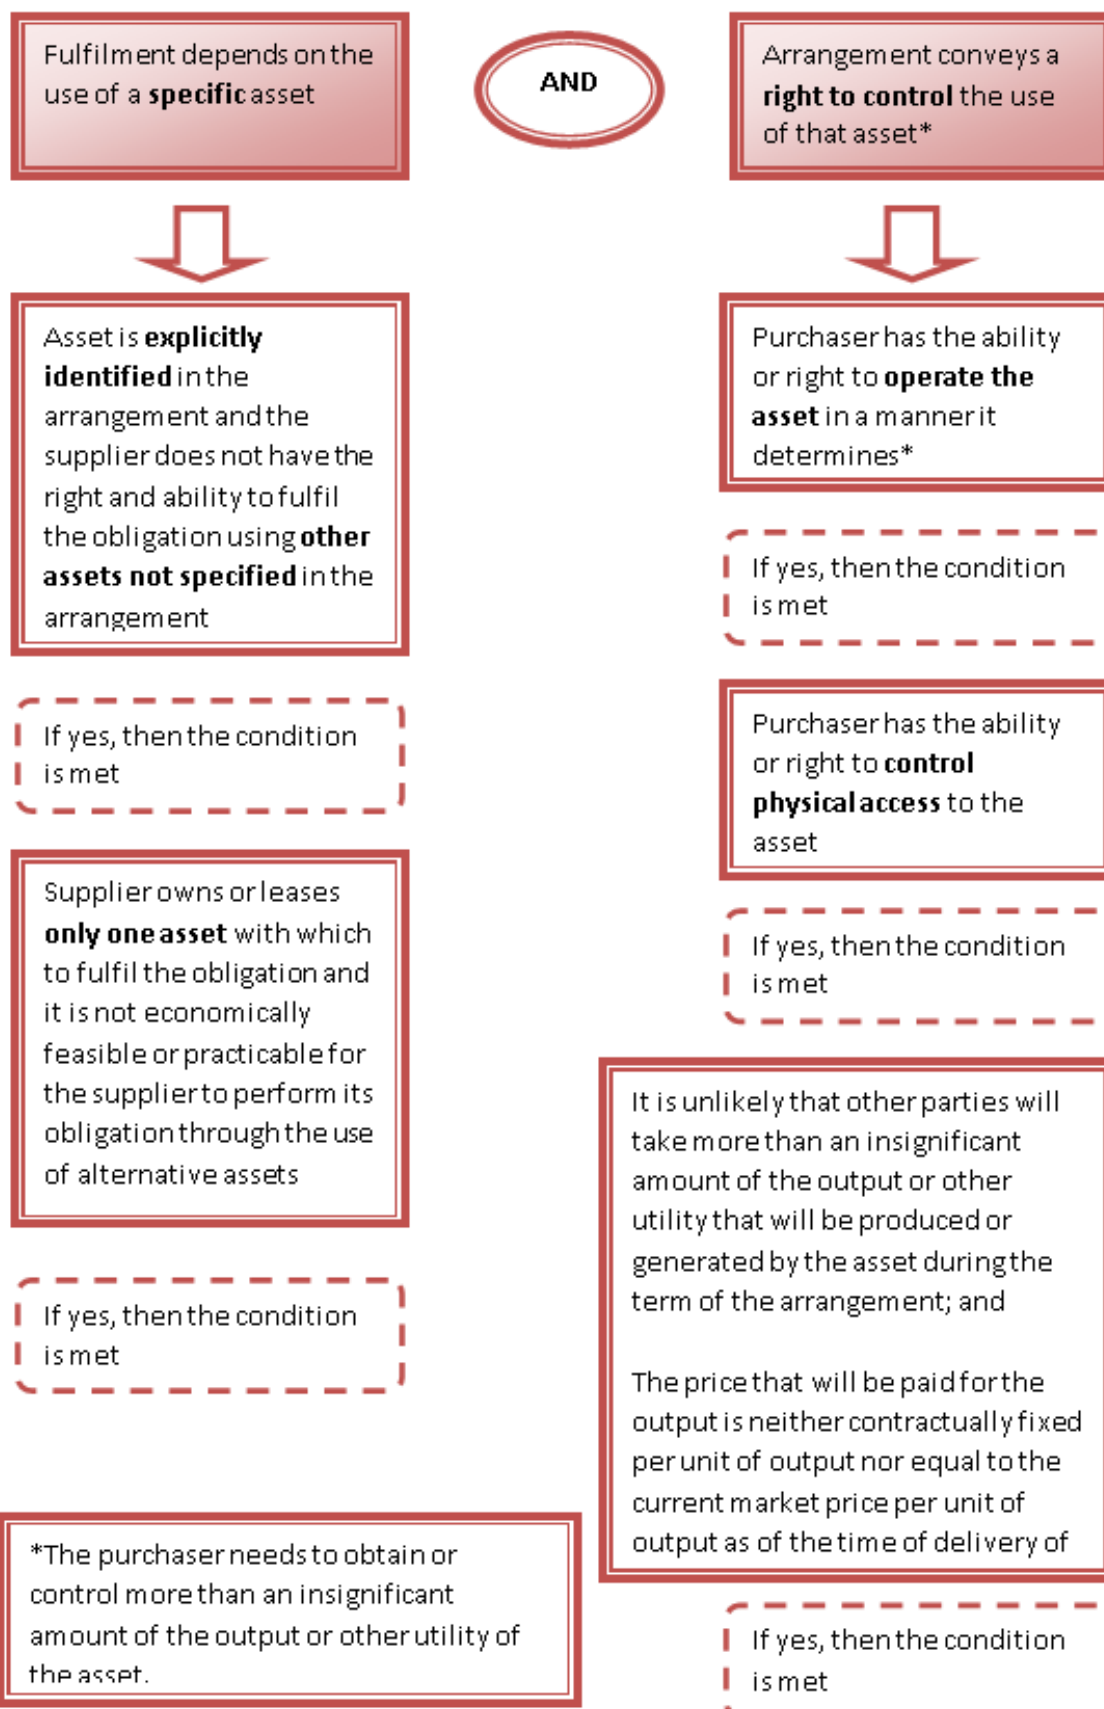 Fulfilment depends on the
use of a specific asset
AND
Arrangement conveys a
right to control the use
of that asset*
Asset is explicitly
identified in the
arrangement and the
supplier does not have the
right and ability to fulfil
the obligation using other
assets not specified in the
arrangement
If yes, then the condition
is met
Supplier owns or leases
only one asset with which
to fulfil the obligation and
it is not economically
feasible or practicable for
the supplier to perform its
obligation through the use
of alternative assets
If yes, then the condition
is met
Purchaser has the ability
or right to operate the
asset in a manner it
determines*
If yes, then the condition
is met
Purchaser has the ability
or right to control
physical access to the
asset
If yes, then the condition
is met
It is unlikely that other parties will
take more than an insignificant
amount of the output or other
utility that will be produced or
generated by the asset during the
term of the arrangement; and
The price that will be paid for the
output is neither contractually fixed
per unit of output nor equal to the
current market price per unit of
output as of the time of delivery of
If yes, then the condition
is met
*The purchaser needs to obtain or
control more than an insignificant
amount of the output or other utility of
the asset.